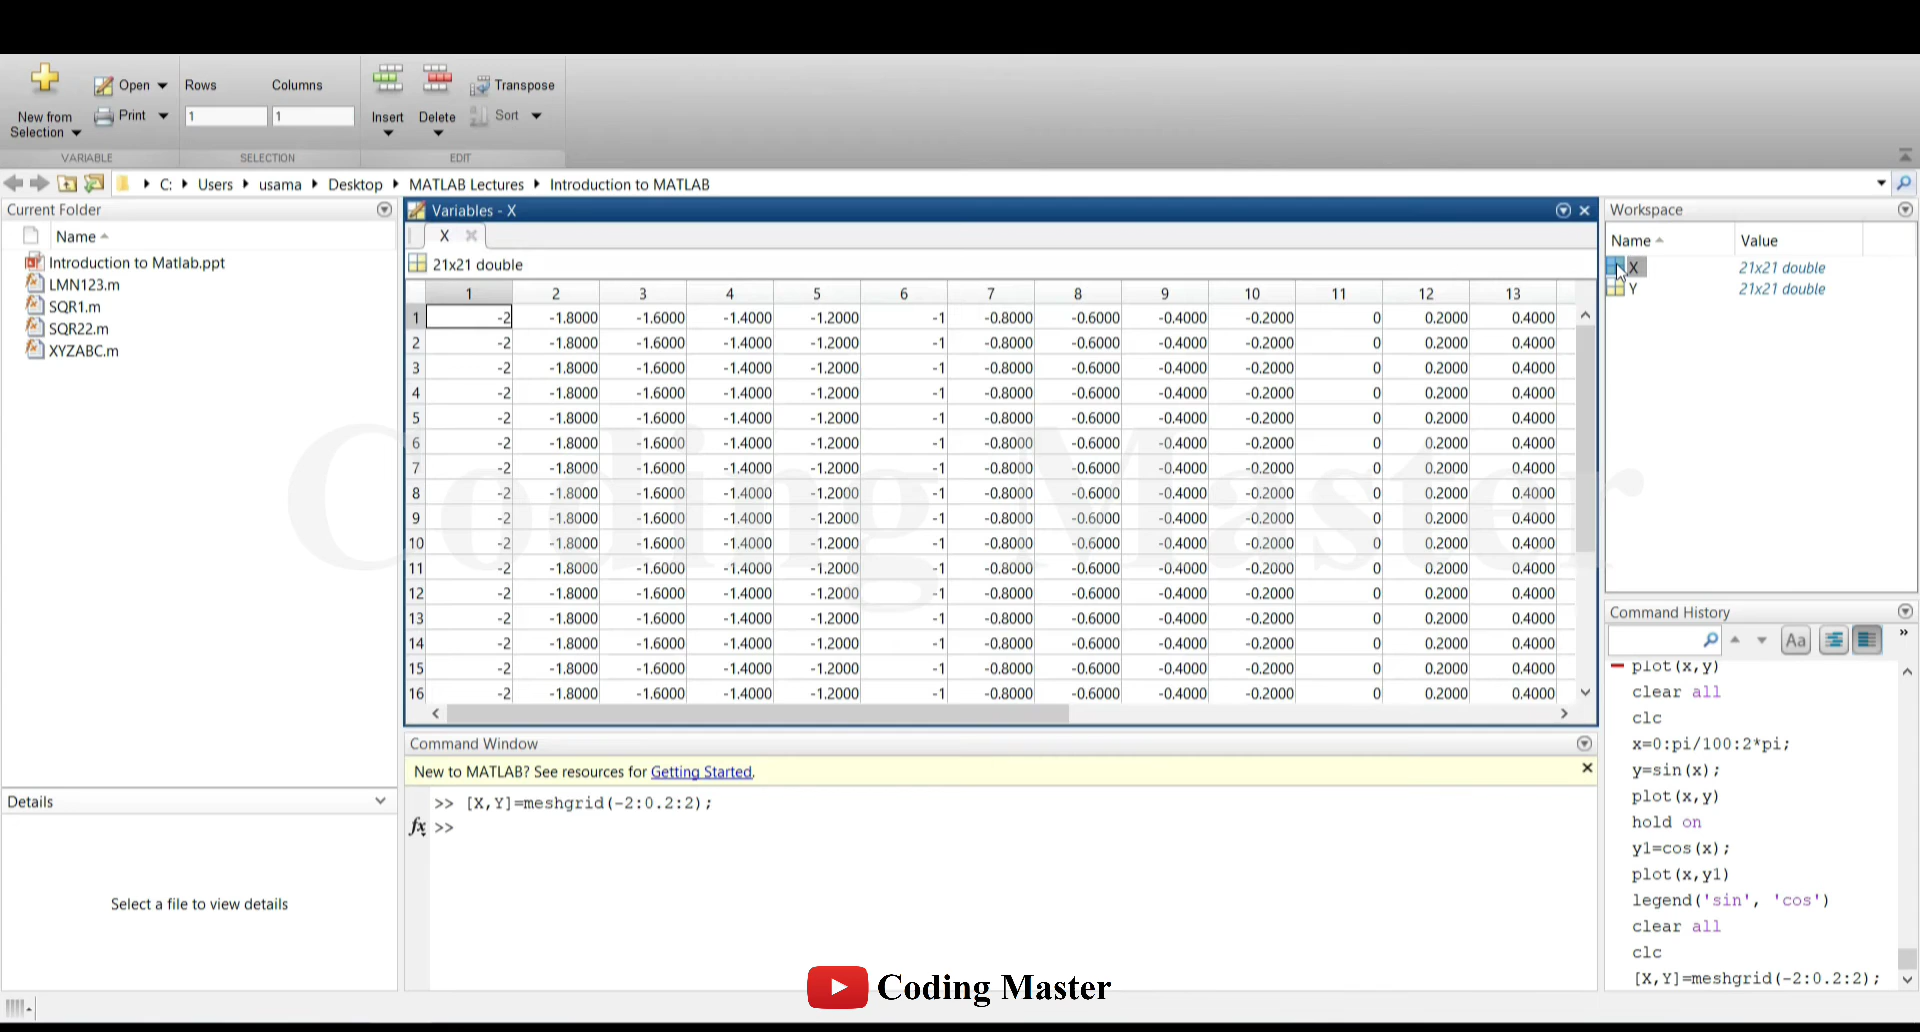 New from
Selection
Open
Print
VARIABLE
Rows
Columns
1
1
SELECTION
Insert
Delete
Transpose
Sort
EDIT
C:
Users
usama
Desktop
MATLAB Lectures
Introduction to MATLAB
Current Folder
Name
Introduction to Matlab.ppt
LMN123.m
SQR1.m
SQR22.m
XYZABC.m
Details
Select a file to view details
Variables - X
X
21x21 double
1 2 3 4 5 6 7 8 9 10 11 12 13
1 -2 -1.8000 -1.6000 -1.4000 -1.2000 -1 -0.8000 -0.6000 -0.4000 -0.2000 0 0.2000 0.4000
2 -2 -1.8000 -1.6000 -1.4000 -1.2000 -1 -0.8000 -0.6000 -0.4000 -0.2000 0 0.2000 0.4000
3 -2 -1.8000 -1.6000 -1.4000 -1.2000 -1 -0.8000 -0.6000 -0.4000 -0.2000 0 0.2000 0.4000
4 -2 -1.8000 -1.6000 -1.4000 -1.2000 -1 -0.8000 -0.6000 -0.4000 -0.2000 0 0.2000 0.4000
5 -2 -1.8000 -1.6000 -1.4000 -1.2000 -1 -0.8000 -0.6000 -0.4000 -0.2000 0 0.2000 0.4000
6 -2 -1.8000 -1.6000 -1.4000 -1.2000 -1 -0.8000 -0.6000 -0.4000 -0.2000 0 0.2000 0.4000
7 -2 -1.8000 -1.6000 -1.4000 -1.2000 -1 -0.8000 -0.6000 -0.4000 -0.2000 0 0.2000 0.4000
8 -2 -1.8000 -1.6000 -1.4000 -1.2000 -1 -0.8000 -0.6000 -0.4000 -0.2000 0 0.2000 0.4000
9 -2 -1.8000 -1.6000 -1.4000 -1.2000 -1 -0.8000 -0.6000 -0.4000 -0.2000 0 0.2000 0.4000
10 -2 -1.8000 -1.6000 -1.4000 -1.2000 -1 -0.8000 -0.6000 -0.4000 -0.2000 0 0.2000 0.4000
11 -2 -1.8000 -1.6000 -1.4000 -1.2000 -1 -0.8000 -0.6000 -0.4000 -0.2000 0 0.2000 0.4000
12 -2 -1.8000 -1.6000 -1.4000 -1.2000 -1 -0.8000 -0.6000 -0.4000 -0.2000 0 0.2000 0.4000
13 -2 -1.8000 -1.6000 -1.4000 -1.2000 -1 -0.8000 -0.6000 -0.4000 -0.2000 0 0.2000 0.4000
14 -2 -1.8000 -1.6000 -1.4000 -1.2000 -1 -0.8000 -0.6000 -0.4000 -0.2000 0 0.2000 0.4000
15 -2 -1.8000 -1.6000 -1.4000 -1.2000 -1 -0.8000 -0.6000 -0.4000 -0.2000 0 0.2000 0.4000
16 -2 -1.8000 -1.6000 -1.4000 -1.2000 -1 -0.8000 -0.6000 -0.4000 -0.2000 0 0.2000 0.4000
Coding Master
Command Window
New to MATLAB? See resources for Getting Started.
>> [X,Y]=meshgrid(-2:0.2:2);
fx >>
Workspace
Name Value
X 21x21 double
Y 21x21 double
Command History
Aa
»
plot(x,y)
clear all
clc
x=0:pi/100:2*pi;
y=sin(x);
plot(x,y)
hold on
y1=cos(x);
plot(x,y1)
legend('sin', 'cos')
clear all
clc
[X,Y]=meshgrid(-2:0.2:2);
Coding Master